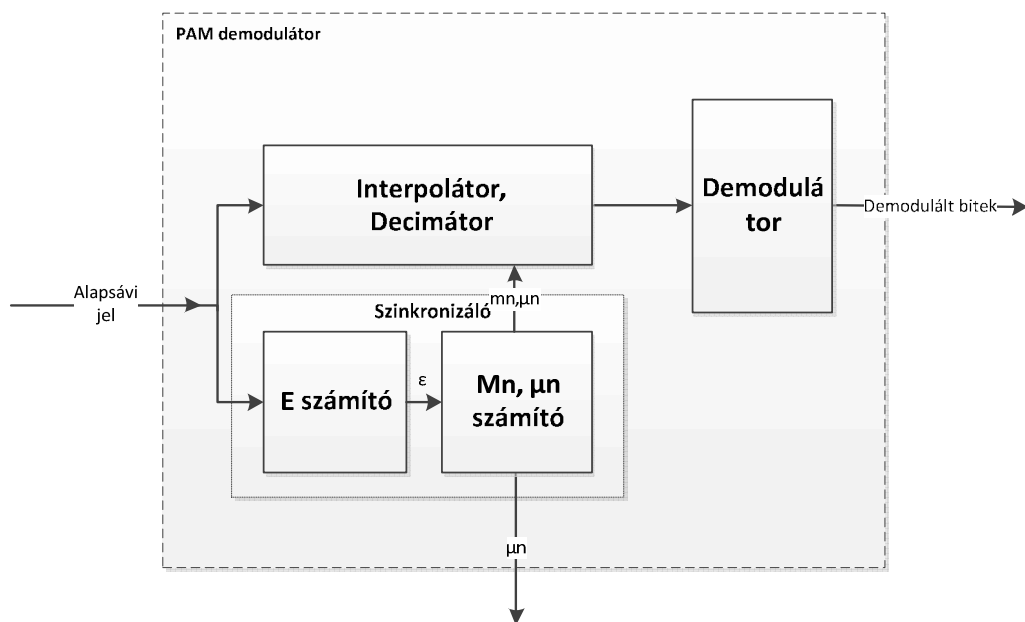 PAM demodulátor
Interpolátor,
Decimátor
Demodulá
tor
Demodulált bitek
Alapsávi
jel
mn,μn
Szinkronizáló
E számító
ε
Mn, μn
számító
μn